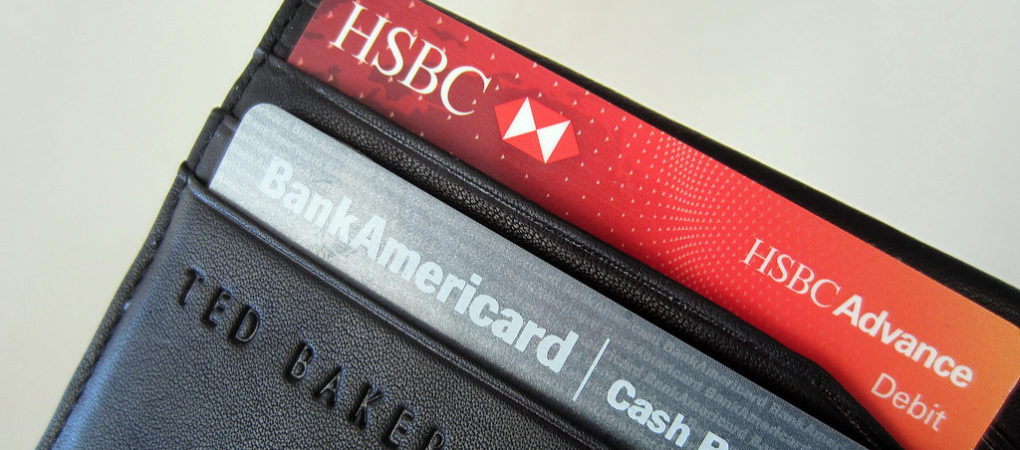 HSBC
HSBC Advance
Debit
BankAmericard | Cash
TED BAKER